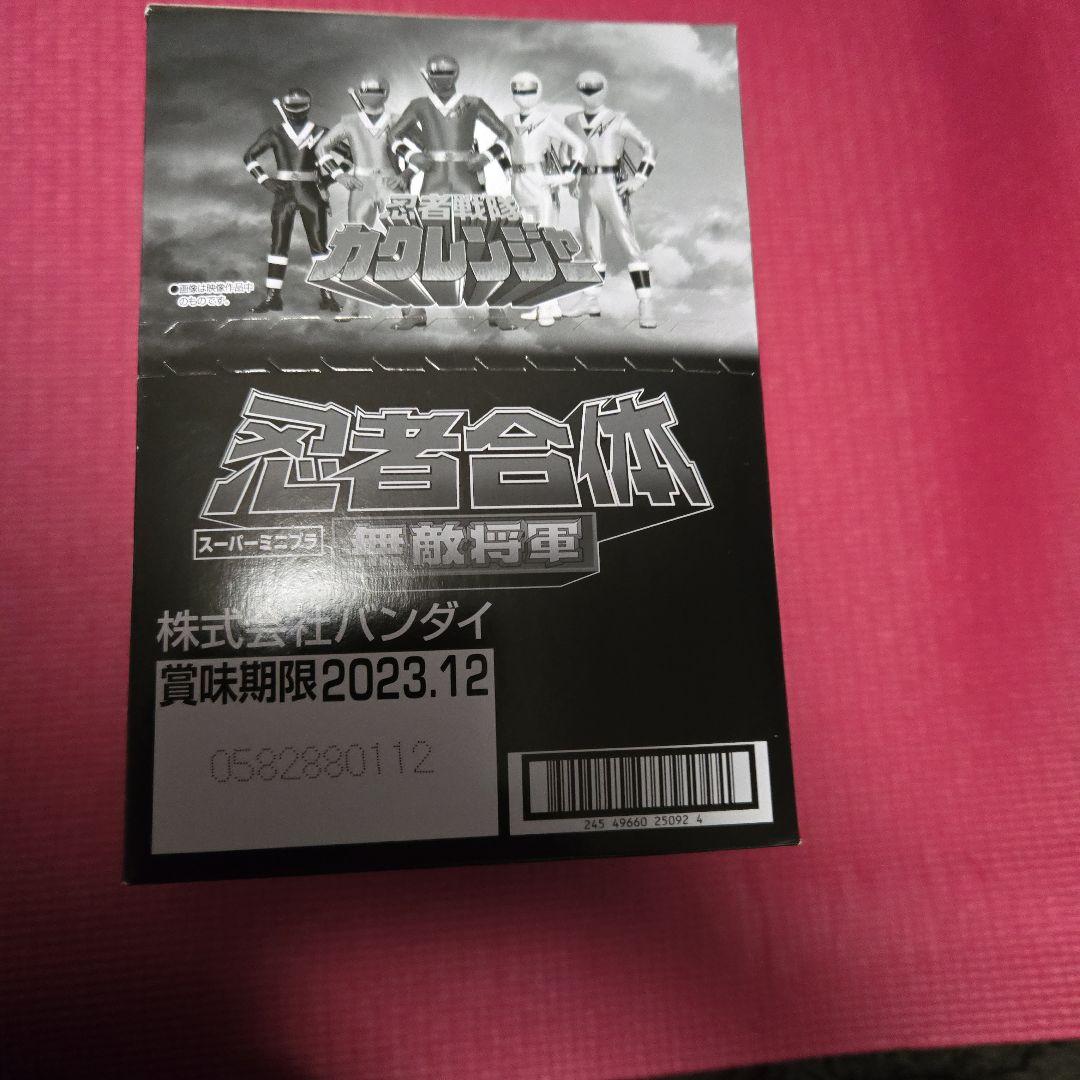 忍者戦隊
カクレンジャー
●画像は映像作品中
のものです。
忍者合体
スーパーミニプラ
無敵将軍
株式会社バンダイ
賞味期限2023.12
0582880112
245 49660 25092 4